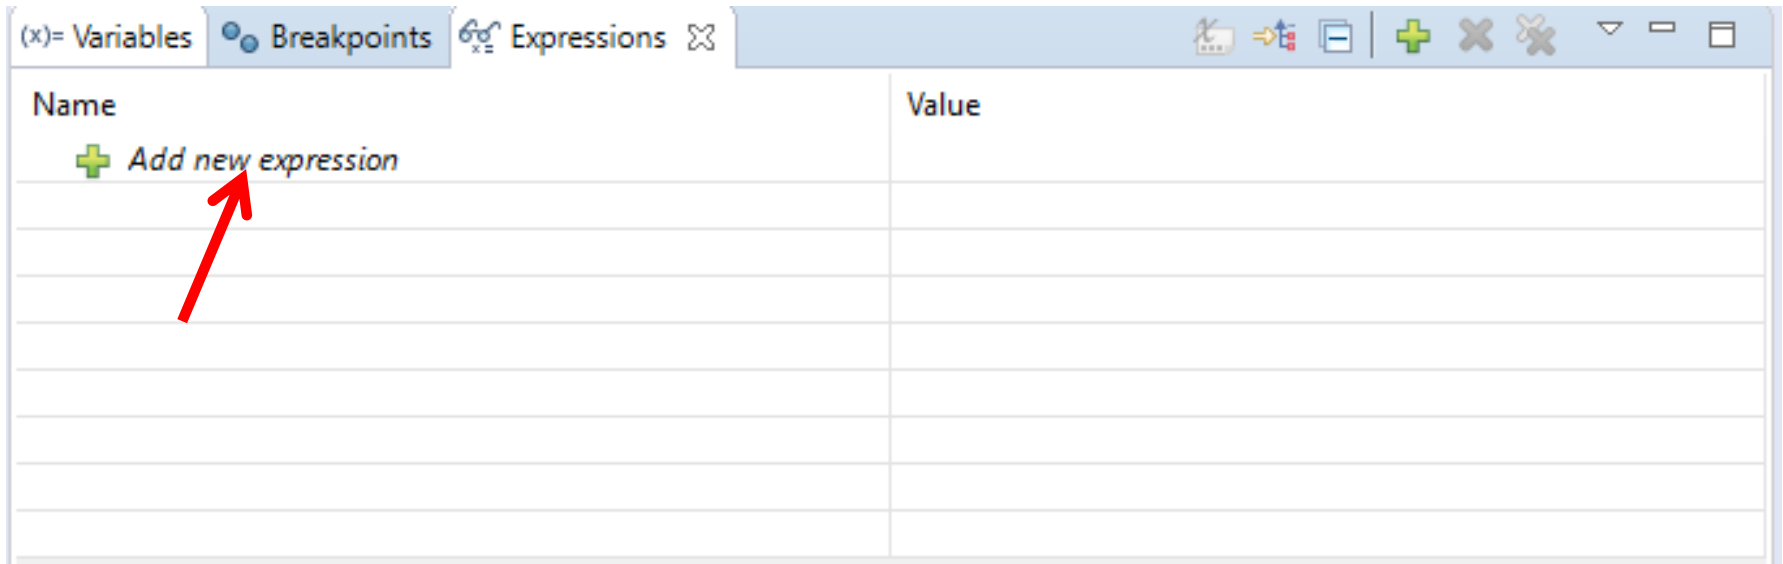 (x)= Variables Breakpoints Expressions
Name Value
Add new expression